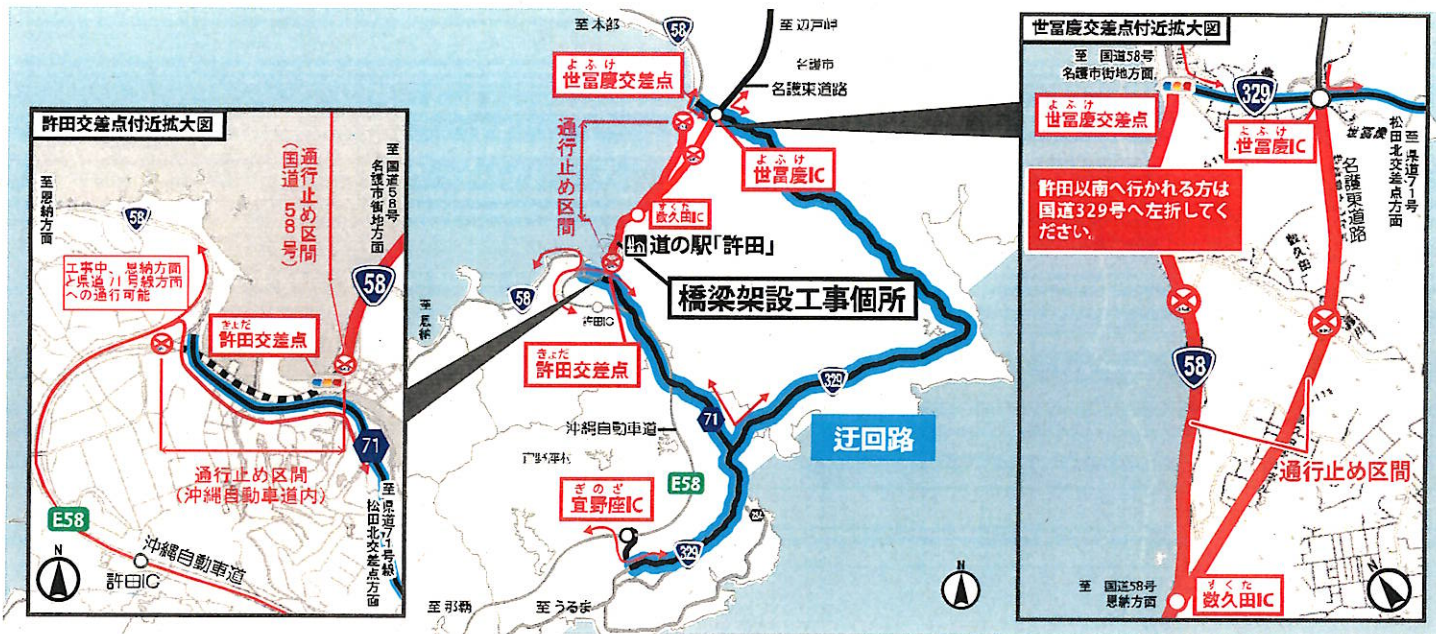 許田交差点付近拡大図
至 恩納方面
58
通行止め区間
(国道 58 号)
至 国道58号
名護市街地方面
58
工事中、恩納方面
と県道71号線方面
への通行可能
きょだ
許田交差点
71
通行止め区間
(沖縄自動車道内)
E58
沖縄自動車道
許田IC
至 県道71号線
松田北交差点方面
N
至 本部
58
至 辺戸岬
名護市
名護東道路
よふけ
世冨慶交差点
通行止め区間
よふけ
世冨慶IC
すくた
数久田IC
道の駅「許田」
橋梁架設工事個所
58
至 恩納
許田IC
きょだ
許田交差点
329
71
迂回路
沖縄自動車道
宜野座村
E58
ぎのざ
宜野座IC
329
至 那覇
至 うるま
N
世冨慶交差点付近拡大図
至 国道58号
名護市街地方面
329
よふけ
世冨慶交差点
よふけ
世冨慶IC
世冨慶
至 県道71号
松田北交差点方面
名護東道路
許田以南へ行かれる方は
国道329号へ左折してく
ださい。
数久田
58
通行止め区間
至 国道58号
恩納方面
すくた
数久田IC
N